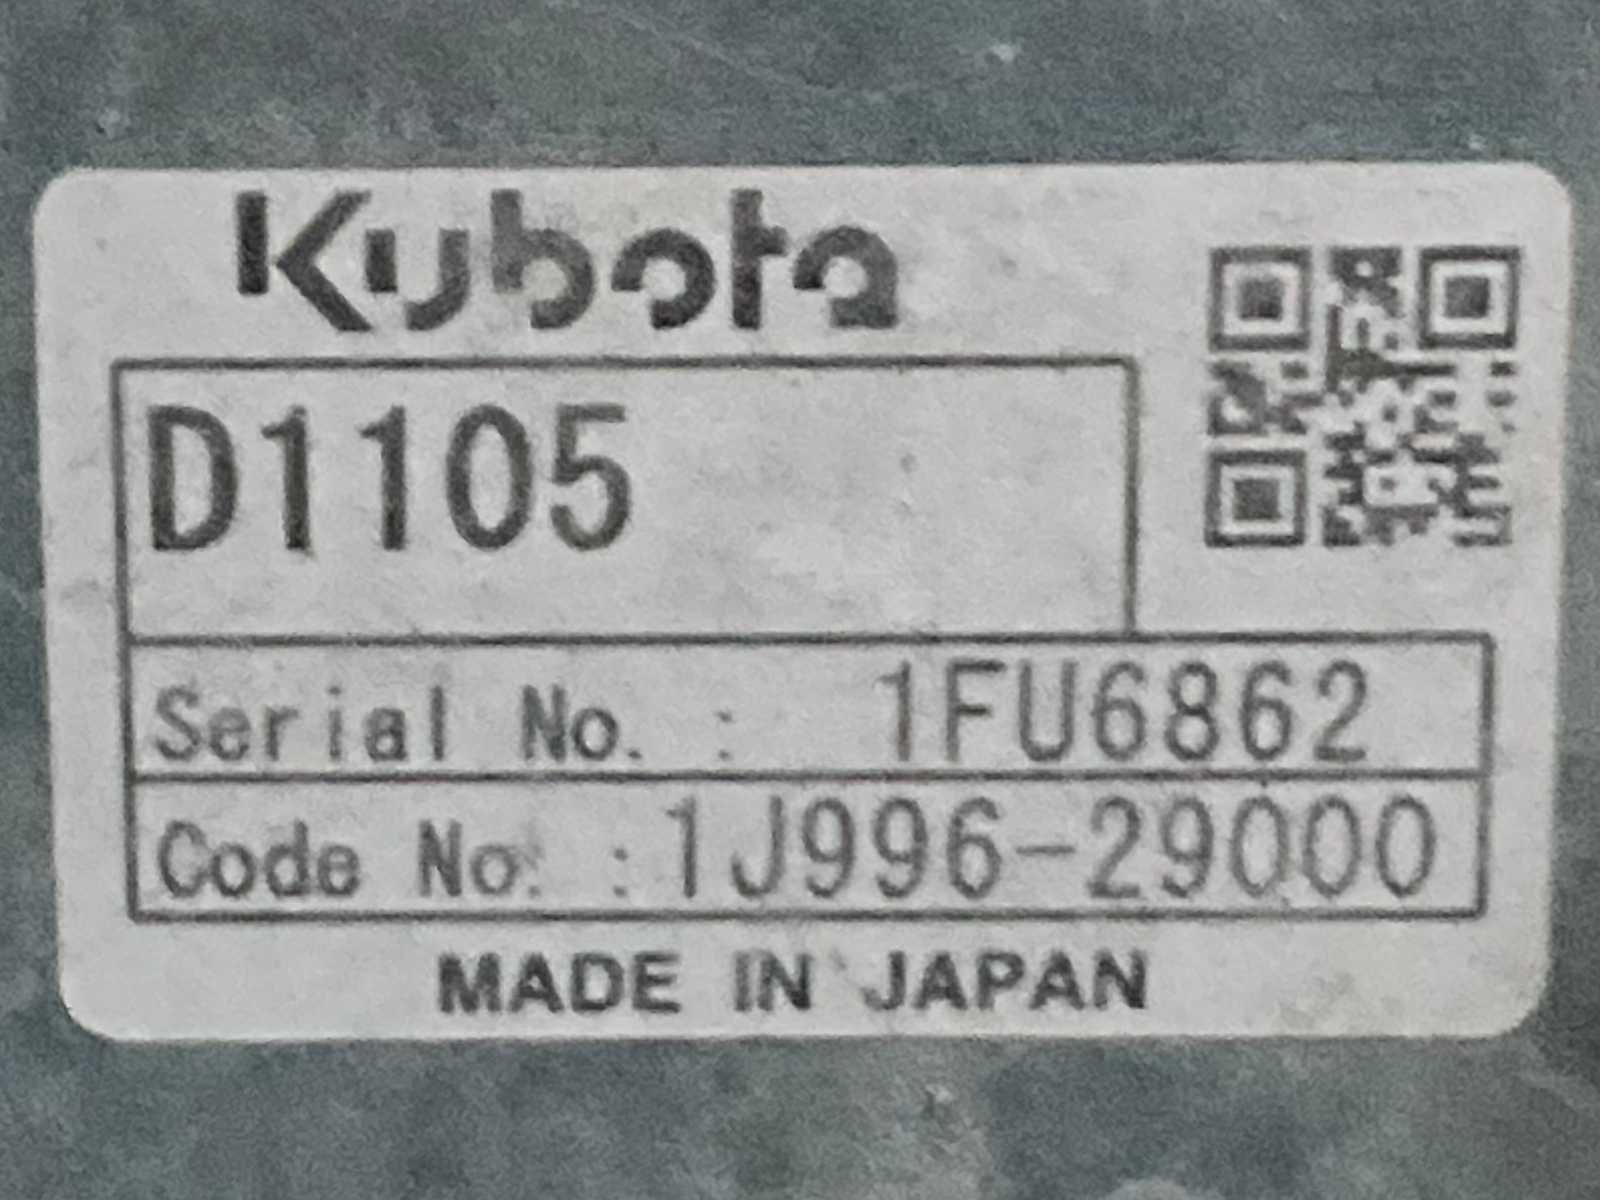 Kubota
D1105
Serial No. : 1FU6862
Code No. :1J996-29000
MADE IN JAPAN